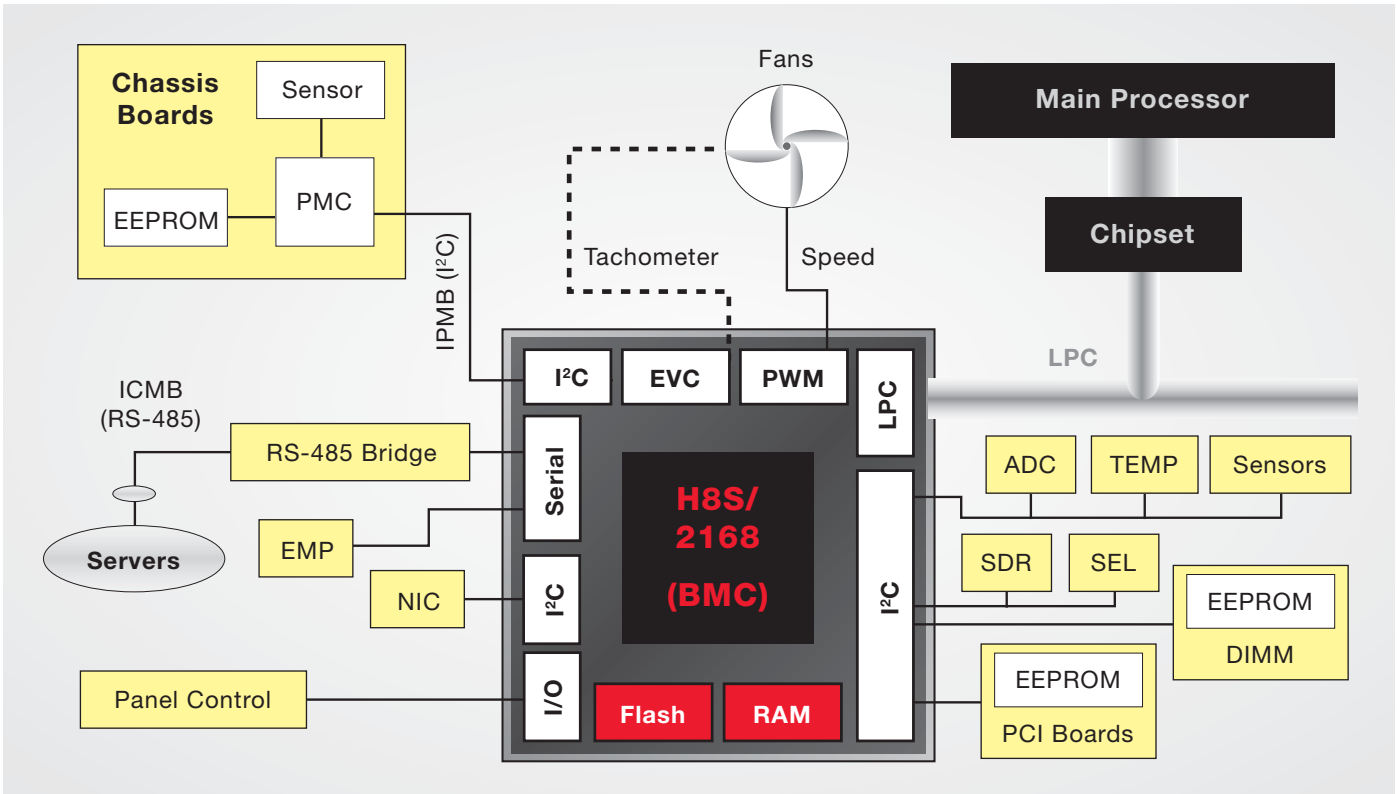 Chassis
Boards
Sensor
EEPROM
PMC
IPMB (I²C)
Fans
Tachometer
Speed
Main Processor
Chipset
LPC
ICMB
(RS-485)
RS-485 Bridge
Servers
EMP
NIC
Panel Control
I²C
EVC
PWM
LPC
Serial
I²C
I/O
H8S/
2168
(BMC)
Flash
RAM
I²C
ADC
TEMP
Sensors
SDR
SEL
EEPROM
DIMM
EEPROM
PCI Boards